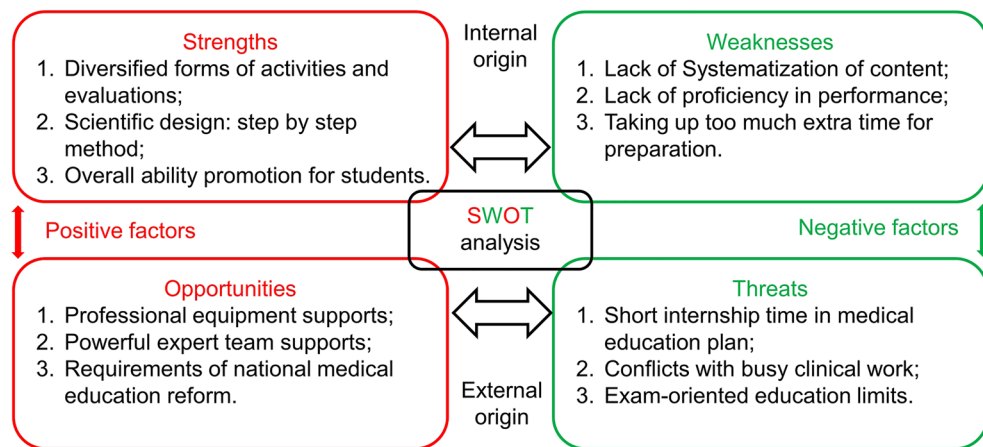 Strengths
1. Diversified forms of activities and
evaluations;
2. Scientific design: step by step
method;
3. Overall ability promotion for students.
Internal
origin
Weaknesses
1. Lack of Systematization of content;
2. Lack of proficiency in performance;
3. Taking up too much extra time for
preparation.
Positive factors
SWOT
analysis
Negative factors
Opportunities
1. Professional equipment supports;
2. Powerful expert team supports;
3. Requirements of national medical
education reform.
External
origin
Threats
1. Short internship time in medical
education plan;
2. Conflicts with busy clinical work;
3. Exam-oriented education limits.